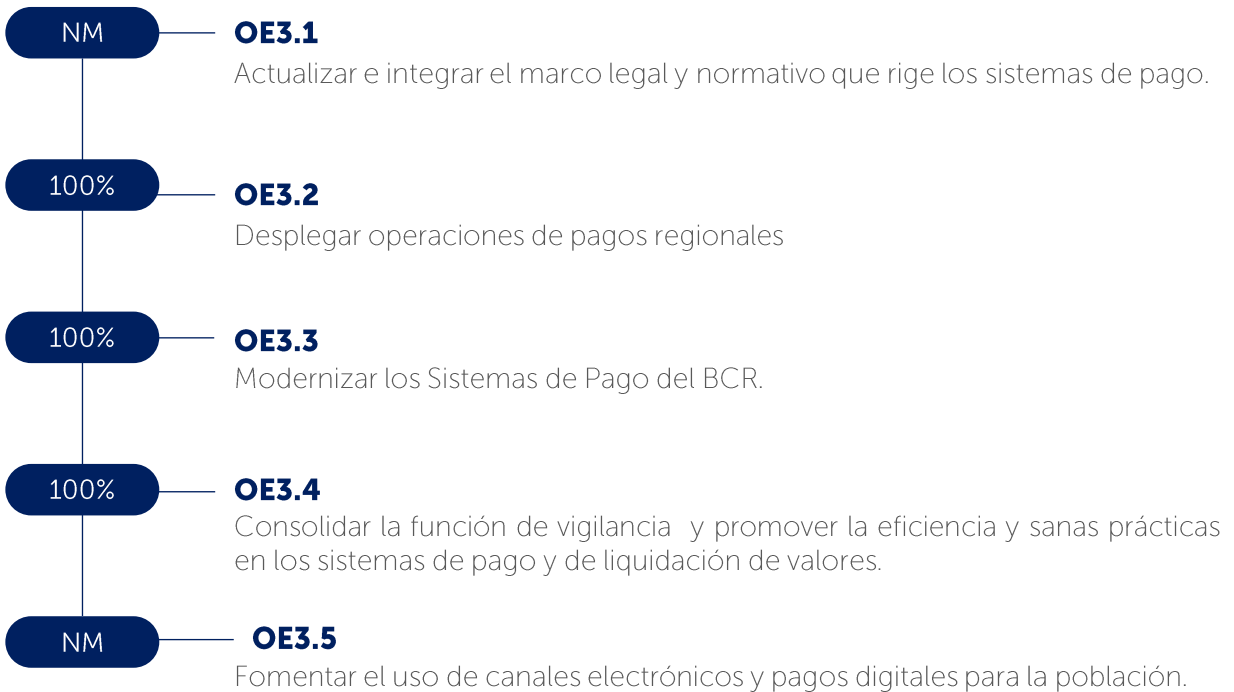 NM
OE3.1
Actualizar e integrar el marco legal y normativo que rige los sistemas de pago.
100%
OE3.2
Desplegar operaciones de pagos regionales
100%
OE3.3
Modernizar los Sistemas de Pago del BCR.
100%
OE3.4
Consolidar la función de vigilancia y promover la eficiencia y sanas prácticas
en los sistemas de pago y de liquidación de valores.
NM
OE3.5
Fomentar el uso de canales electrónicos y pagos digitales para la población.